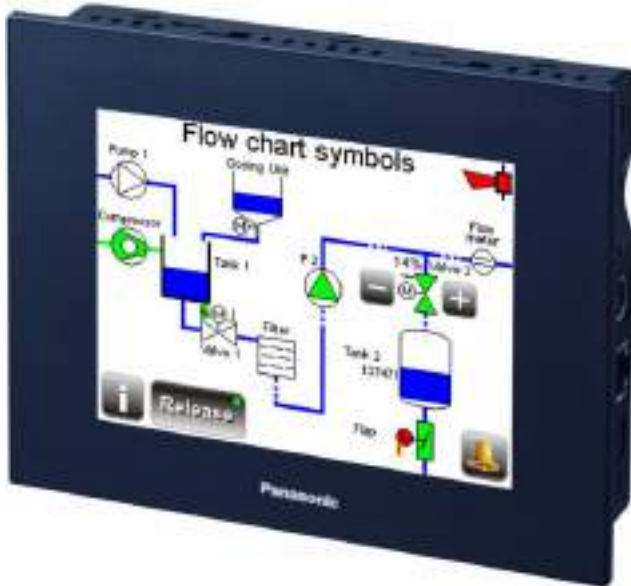 Flow chart symbols
Pump 1
Dosing Unit
Compressor
Flow
meter
Tank 1
P 2
54%
Valve 2
Valve 1
Filter
Tank 2
Flap
Release
Panasonic